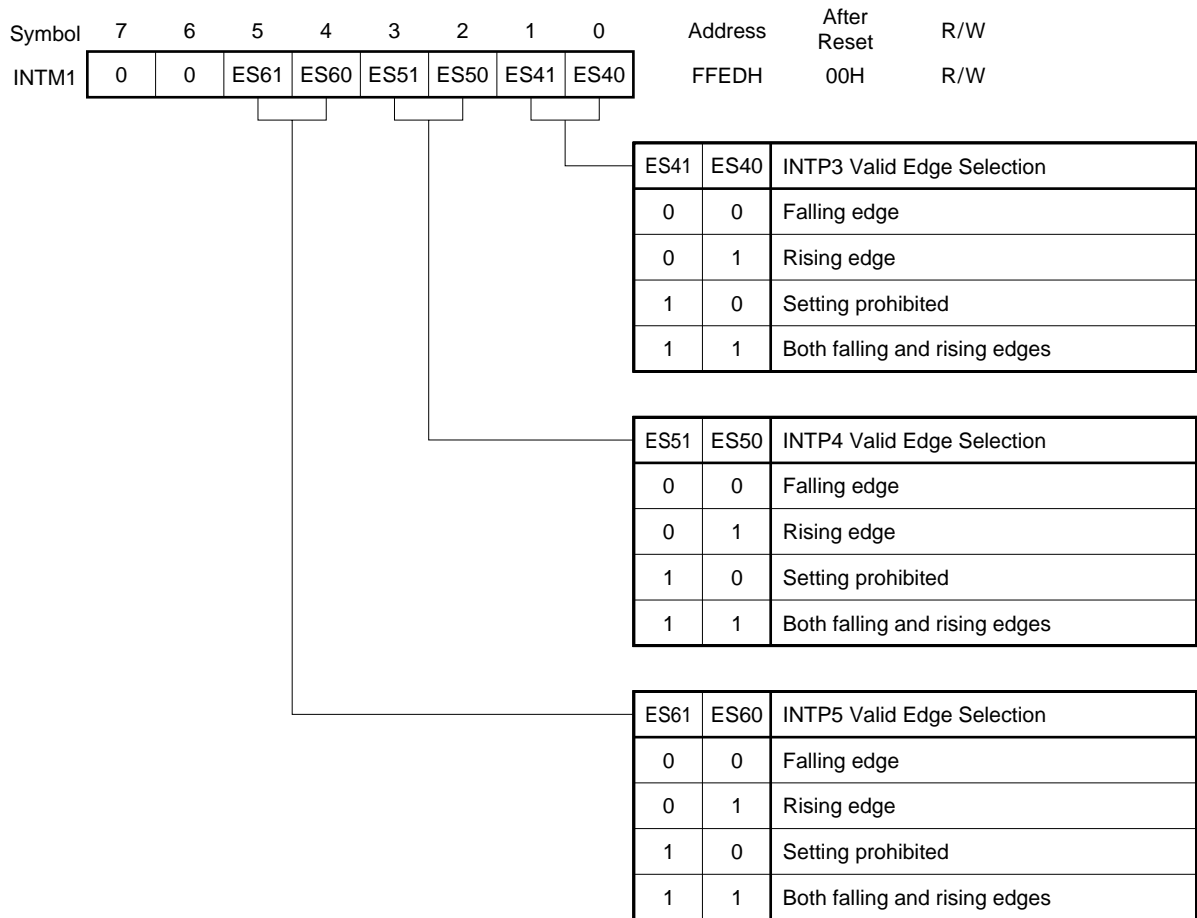 Symbol 7 6 5 4 3 2 1 0 Address After Reset R/W
INTM1 0 0 ES61 ES60 ES51 ES50 ES41 ES40 FFEDH 00H R/W
ES41 ES40 INTP3 Valid Edge Selection
0 0 Falling edge
0 1 Rising edge
1 0 Setting prohibited
1 1 Both falling and rising edges
ES51 ES50 INTP4 Valid Edge Selection
0 0 Falling edge
0 1 Rising edge
1 0 Setting prohibited
1 1 Both falling and rising edges
ES61 ES60 INTP5 Valid Edge Selection
0 0 Falling edge
0 1 Rising edge
1 0 Setting prohibited
1 1 Both falling and rising edges